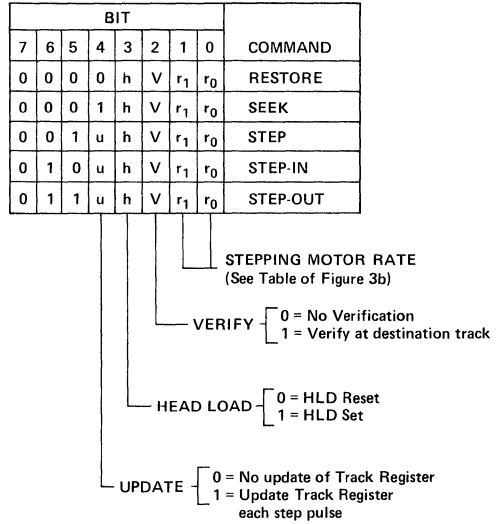 BIT
7 6 5 4 3 2 1 0 COMMAND
0 0 0 0 h V r1 r0 RESTORE
0 0 0 1 h V r1 r0 SEEK
0 0 1 u h V r1 r0 STEP
0 1 0 u h V r1 r0 STEP-IN
0 1 1 u h V r1 r0 STEP-OUT
STEPPING MOTOR RATE
(See Table of Figure 3b)
VERIFY 0 = No Verification
1 = Verify at destination track
HEAD LOAD 0 = HLD Reset
1 = HLD Set
UPDATE 0 = No update of Track Register
1 = Update Track Register
each step pulse